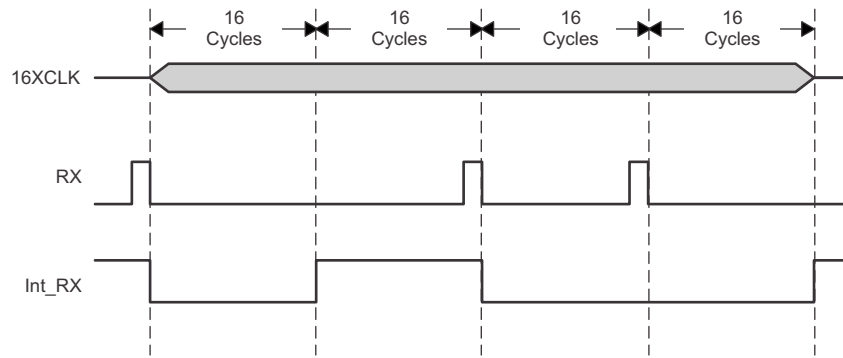 16 16 16 16
Cycles Cycles Cycles Cycles
16XCLK
RX
Int_RX